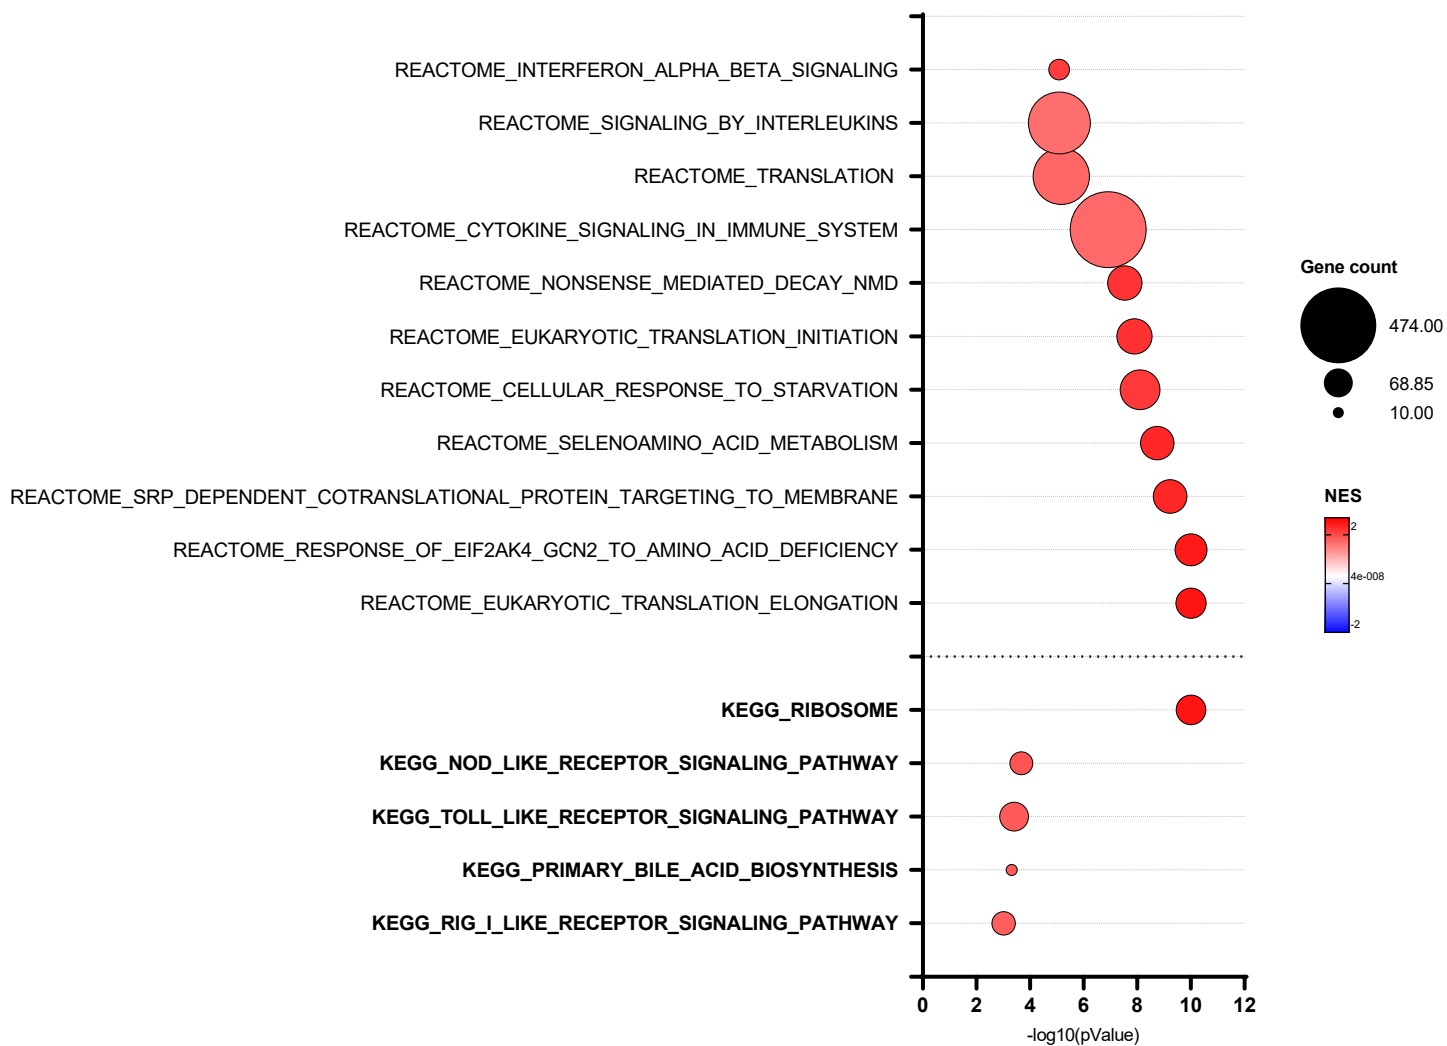 REACTOME_INTERFERON_ALPHA_BETA_SIGNALING
REACTOME_SIGNALING_BY_INTERLEUKINS
REACTOME_TRANSLATION
REACTOME_CYTOKINE_SIGNALING_IN_IMMUNE_SYSTEM
REACTOME_NONSENSE_MEDIATED_DECAY_NMD
REACTOME_EUKARYOTIC_TRANSLATION_INITIATION
REACTOME_CELLULAR_RESPONSE_TO_STARVATION
REACTOME_SELENOAMINO_ACID_METABOLISM
REACTOME_SRP_DEPENDENT_COTRANSLATIONAL_PROTEIN_TARGETING_TO_MEMBRANE
REACTOME_RESPONSE_OF_EIF2AK4_GCN2_TO_AMINO_ACID_DEFICIENCY
REACTOME_EUKARYOTIC_TRANSLATION_ELONGATION
KEGG_RIBOSOME
KEGG_NOD_LIKE_RECEPTOR_SIGNALING_PATHWAY
KEGG_TOLL_LIKE_RECEPTOR_SIGNALING_PATHWAY
KEGG_PRIMARY_BILE_ACID_BIOSYNTHESIS
KEGG_RIG_I_LIKE_RECEPTOR_SIGNALING_PATHWAY
0 2 4 6 8 10 12
-log10(pValue)
Gene count
474.00
68.85
10.00
NES
2
4e-008
-2